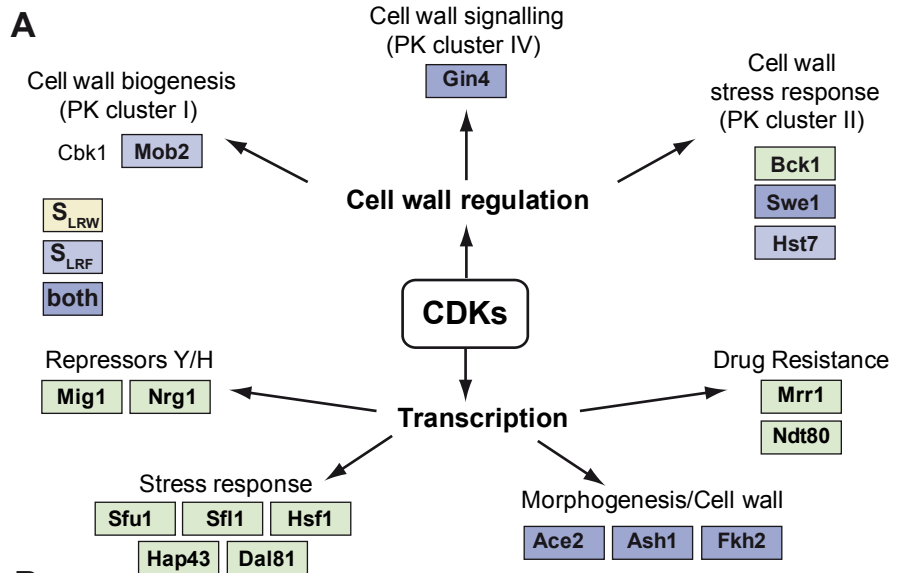 A
Cell wall signalling
(PK cluster IV)
Gin4
Cell wall biogenesis
(PK cluster I)
Cbk1 Mob2
Cell wall
stress response
(PK cluster II)
Bck1
Swe1
Hst7
Cell wall regulation
SLRW
SLRF
both
CDKs
Repressors Y/H
Mig1 Nrg1
Transcription
Drug Resistance
Mrr1
Ndt80
Stress response
Sfu1 Sfl1 Hsf1
Hap43 Dal81
Morphogenesis/Cell wall
Ace2 Ash1 Fkh2